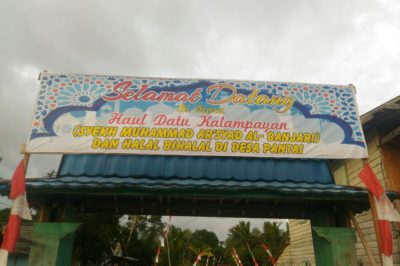 Selamat Datang
Di Acara
Haul Datu Kalampayan
(SYEKH MUHAMMAD AR'SYAD AL- BANJARI)
DAN HALAL BIHALAL DI DESA PANTAI